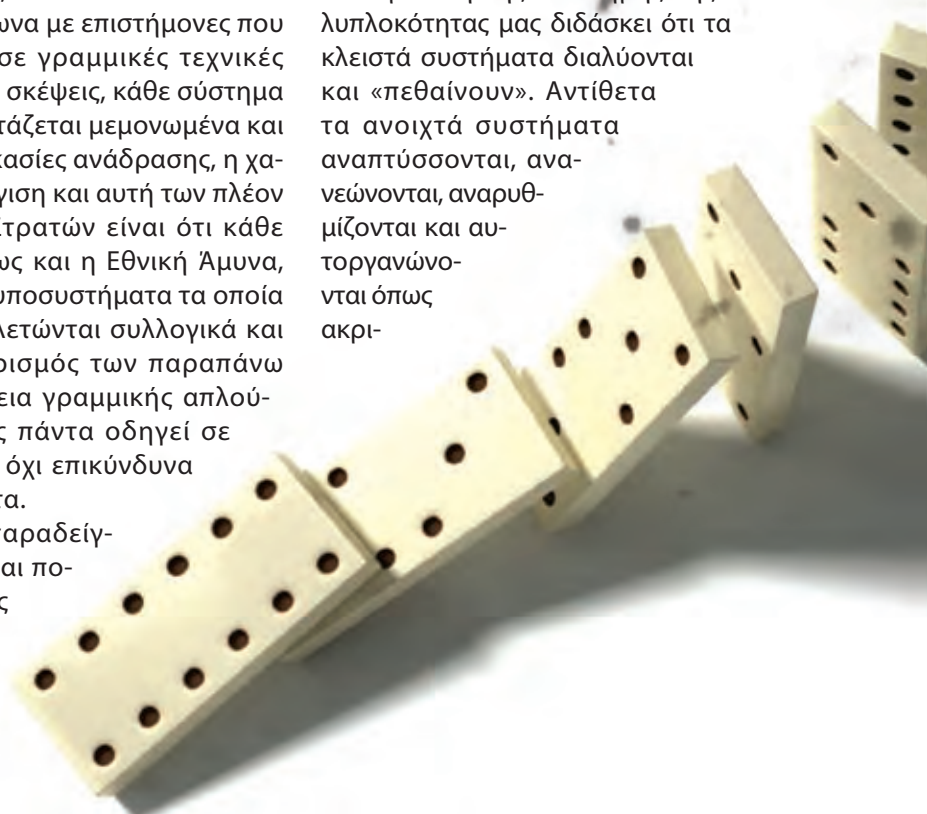 ωνα με επιστήμονες που
σε γραμμικές τεχνικές
σκέψεις, κάθε σύστημα
τάζεται μεμονωμένα και
κασίες ανάδρασης, η χα-
γιση και αυτή των πλέον
τρατών είναι ότι κάθε
ως και η Εθνική Άμυνα,
υποσυστήματα τα οποία
λετώνται συλλογικά και
ρισμός των παραπάνω
εια γραμμικής απλού-
ς πάντα οδηγεί σε
όχι επικύνδυνα
τα.
παραδείγ-
αι πο-
ς
λυπλοκότητας μας διδάσκει ότι τα
κλειστά συστήματα διαλύονται
και «πεθαίνουν». Αντίθετα
τα ανοιχτά συστήματα
αναπτύσσονται, ανα-
νεώνονται, αναρυθ-
μίζονται και αυ-
τοργανώνο-
νται όπως
ακρι-